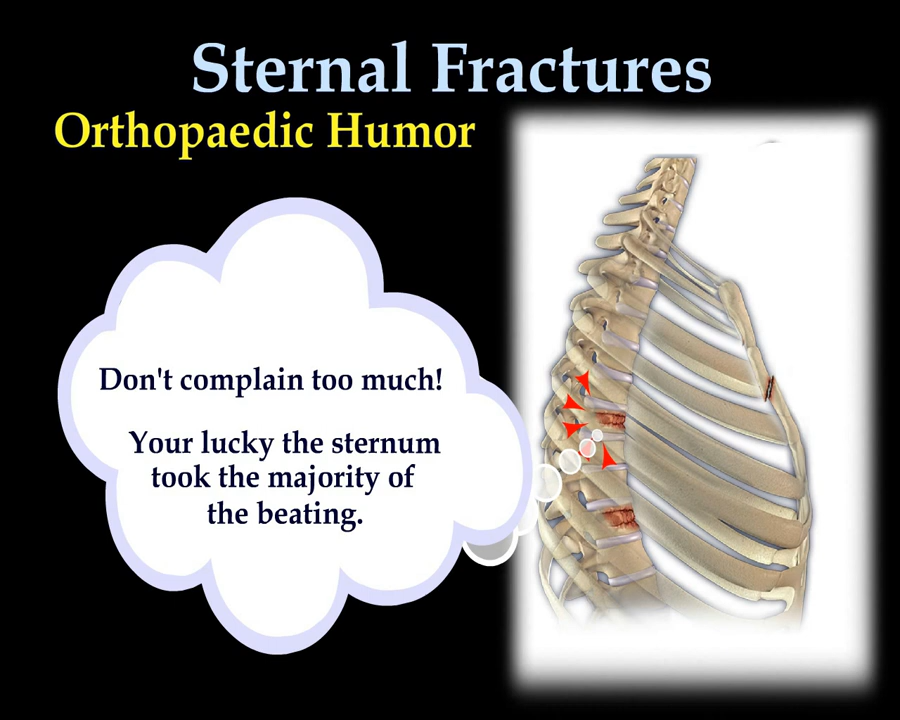 Sternal Fractures
Orthopaedic Humor
Don't complain too much!
Your lucky the sternum
took the majority of
the beating.